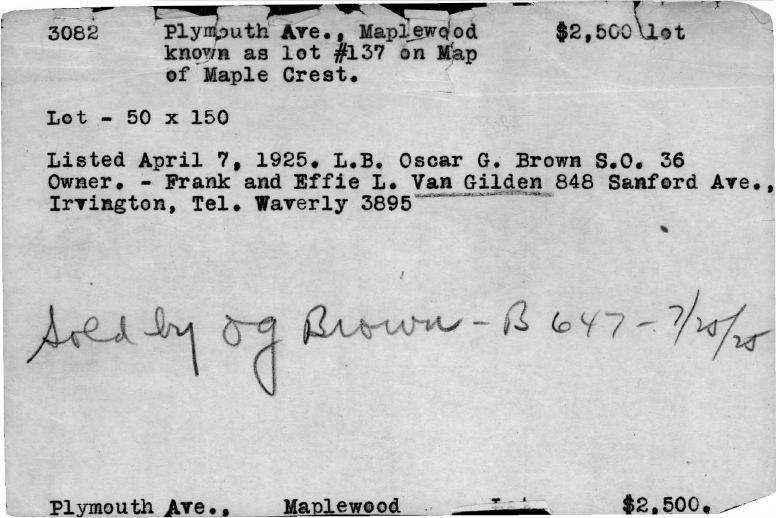 3082 Plymouth Ave., Maplewood $2,500 lot
known as lot #137 on Map
of Maple Crest.
Lot - 50 x 150
Listed April 7, 1925. L.B. Oscar G. Brown S.O. 36
Owner. - Frank and Effie L. Van Gilden 848 Sanford Ave.,
Irvington, Tel. Waverly 3895
Sold by O G Brown - B 647 - 7/25/25
Plymouth Ave., Maplewood Lot $2,500.